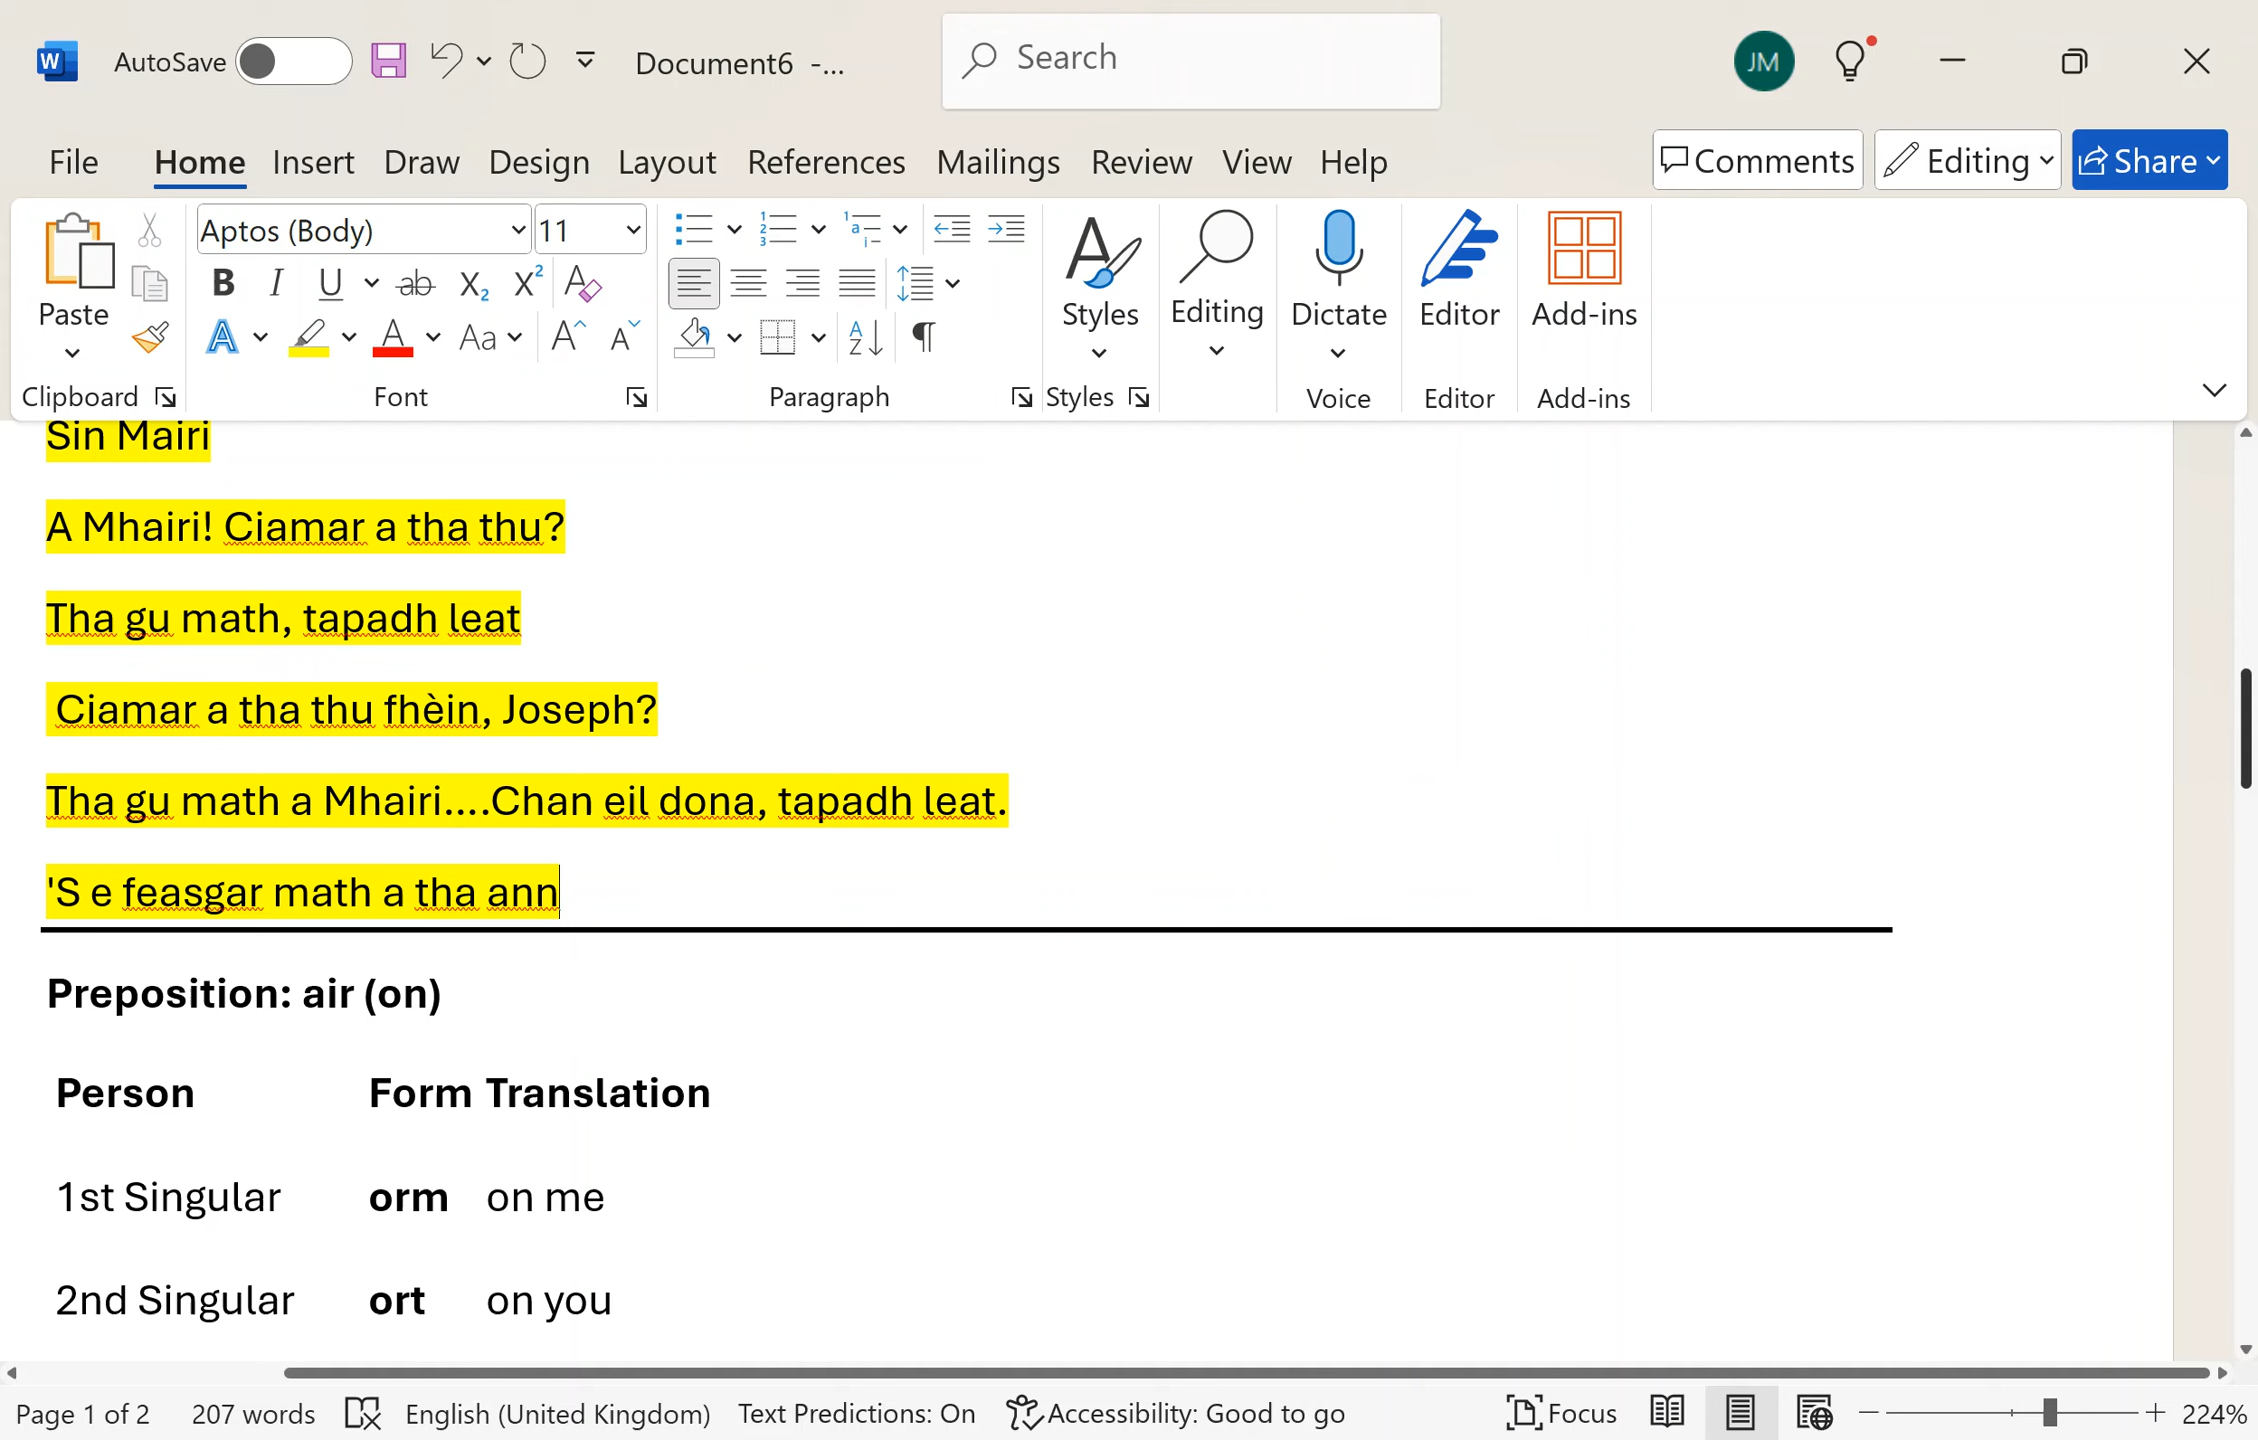 AutoSave Document6 -... Search JM
File Home Insert Draw Design Layout References Mailings Review View Help Comments Editing Share
Paste Aptos (Body) 11 Styles Editing Dictate Editor Add-ins
Clipboard Font Paragraph Styles Voice Editor Add-ins
Sin Mairi
A Mhairi! Ciamar a tha thu?
Tha gu math, tapadh leat
Ciamar a tha thu fhèin, Joseph?
Tha gu math a Mhairi....Chan eil dona, tapadh leat.
'S e feasgar math a tha ann
Preposition: air (on)
Person Form Translation
1st Singular orm on me
2nd Singular ort on you
Page 1 of 2 207 words English (United Kingdom) Text Predictions: On Accessibility: Good to go Focus 224%